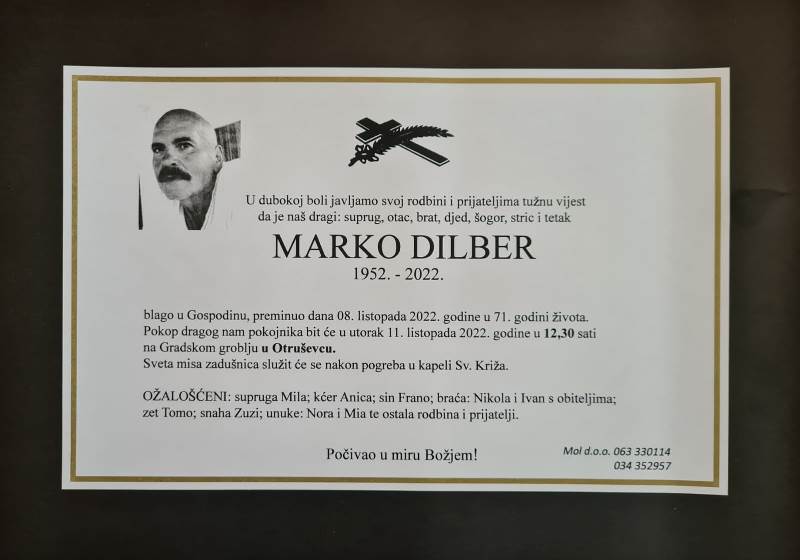 U dubokoj boli javljamo svoj rodbini i prijateljima tužnu vijest
da je naš dragi: suprug, otac, brat, djed, šogor, stric i tetak
MARKO DILBER
1952. - 2022.
blago u Gospodinu, preminuo dana 08. listopada 2022. godine u 71. godini života.
Pokop dragog nam pokojnika bit će u utorak 11. listopada 2022. godine u 12,30 sati
na Gradskom groblju u Otruševcu.
Sveta misa zadušnica služit će se nakon pogreba u kapeli Sv. Križa.
OŽALOŠĆENI: supruga Mila; kćer Anica; sin Frano; braća: Nikola i Ivan s obiteljima;
zet Tomo; snaha Zuzi; unuke: Nora i Mia te ostala rodbina i prijatelji.
Počivao u miru Božjem!
Mol d.o.o. 063 330114
034 352957